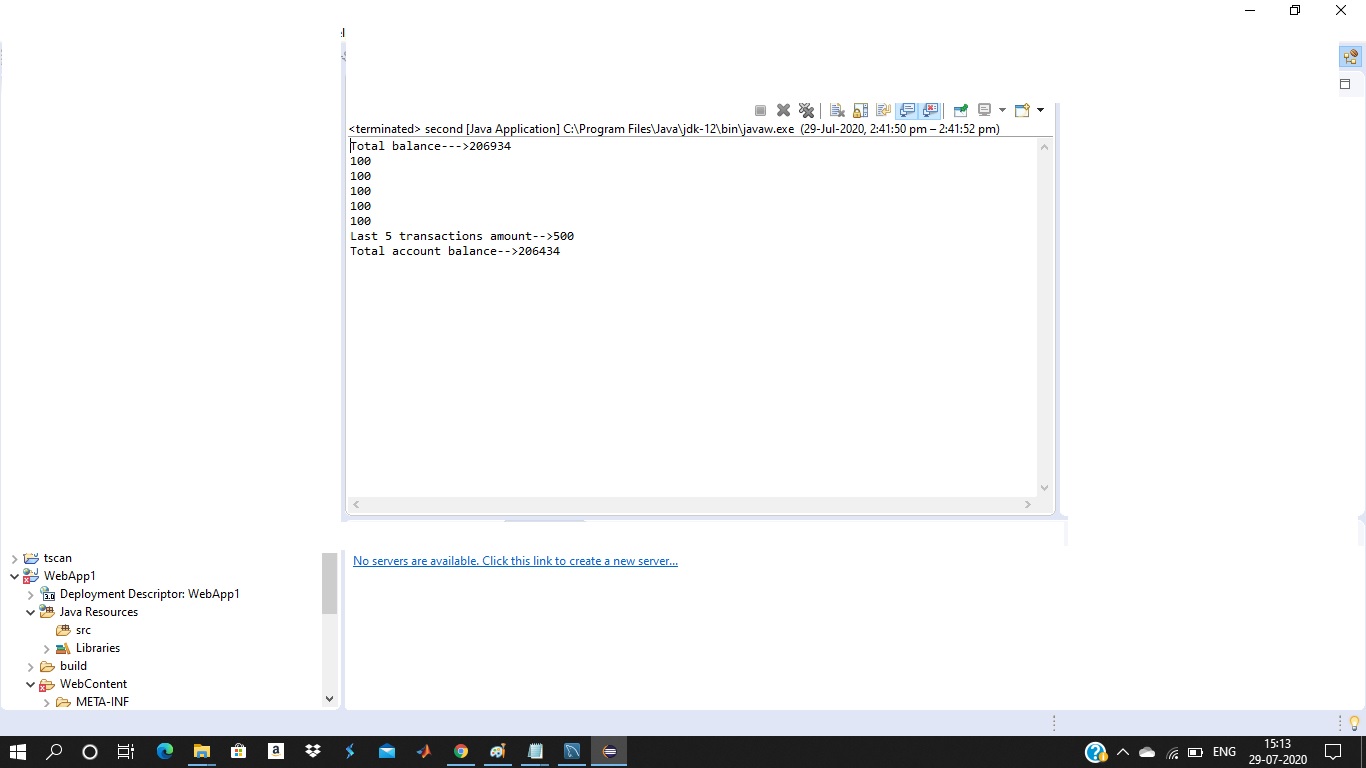 <terminated> second [Java Application] C:\Program Files\Java\jdk-12\bin\javaw.exe (29-Jul-2020, 2:41:50 pm – 2:41:52 pm)
Total balance--->206934
100
100
100
100
100
Last 5 transactions amount-->500
Total account balance-->206434
tscan
WebApp1
Deployment Descriptor: WebApp1
Java Resources
src
Libraries
build
WebContent
META-INF
No servers are available. Click this link to create a new server...
ENG
15:13
29-07-2020